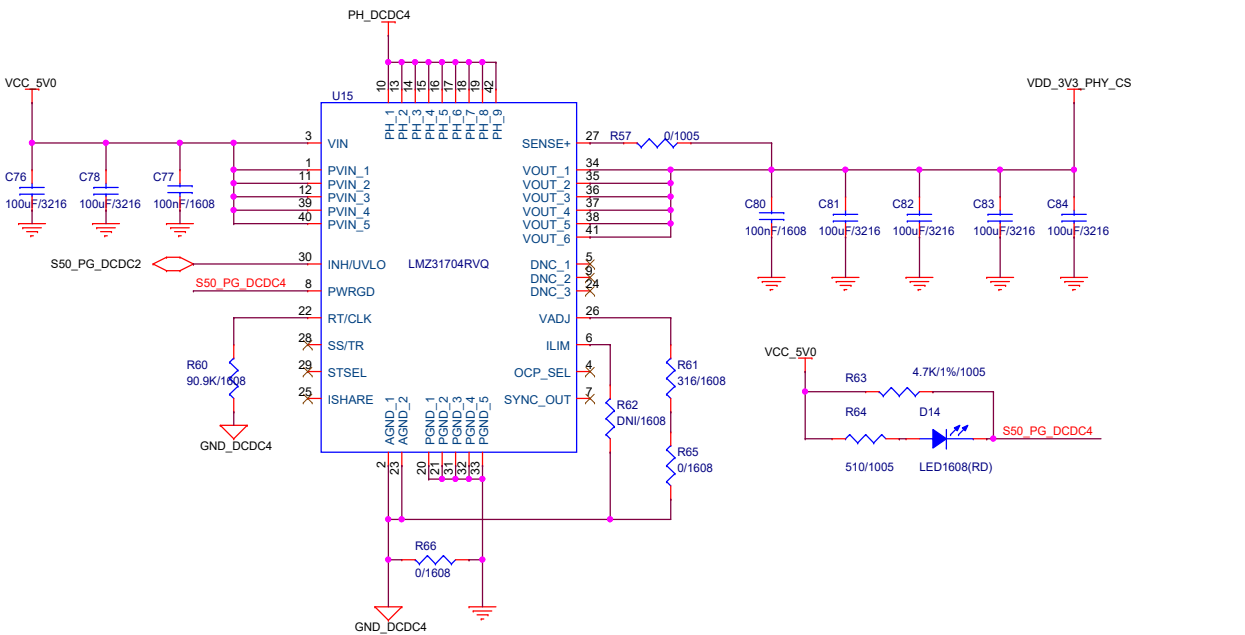 PH_DCDC4
VCC_5V0
VDD_3V3_PHY_CS
U15
10
13
14
15
16
17
18
19
42
PH_1
PH_2
PH_3
PH_4
PH_5
PH_6
PH_7
PH_8
PH_9
3
VIN
SENSE+
27
R57
0/1005
1
PVIN_1
VOUT_1
34
11
PVIN_2
VOUT_2
35
12
PVIN_3
VOUT_3
36
39
PVIN_4
VOUT_4
37
40
PVIN_5
VOUT_5
38
VOUT_6
41
C76
100uF/3216
C78
100uF/3216
C77
100nF/1608
C80
100nF/1608
C81
100uF/3216
C82
100uF/3216
C83
100uF/3216
C84
100uF/3216
S50_PG_DCDC2
30
INH/UVLO
LMZ31704RVQ
DNC_1
5
DNC_2
9
DNC_3
24
S50_PG_DCDC4
8
PWRGD
22
RT/CLK
VADJ
26
28
SS/TR
ILIM
6
29
STSEL
OCP_SEL
4
25
ISHARE
SYNC_OUT
7
R60
90.9K/1608
GND_DCDC4
AGND_1
AGND_2
PGND_1
PGND_2
PGND_3
PGND_4
PGND_5
2
23
20
21
31
32
33
R61
316/1608
R62
DNI/1608
R65
0/1608
R66
0/1608
GND_DCDC4
VCC_5V0
R63
4.7K/1%/1005
R64
D14
S50_PG_DCDC4
510/1005
LED1608(RD)